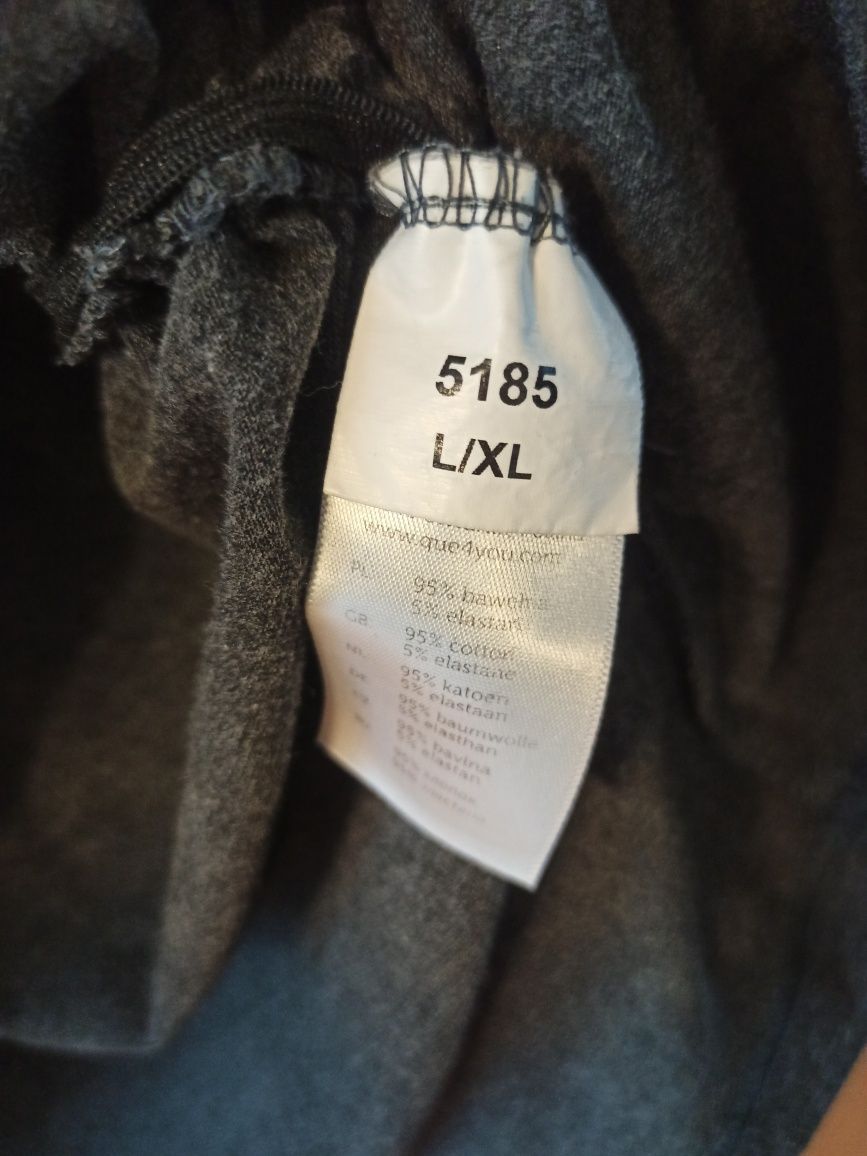 5185
L/XL
www.que4you.com
PL:
95% bawełna
5% elastan
GB:
95% cotton
5% elastane
NL:
95% katoen
5% elastaan
DE:
95% baumwolle
5% elasthan
95% bavlna
5% elastan